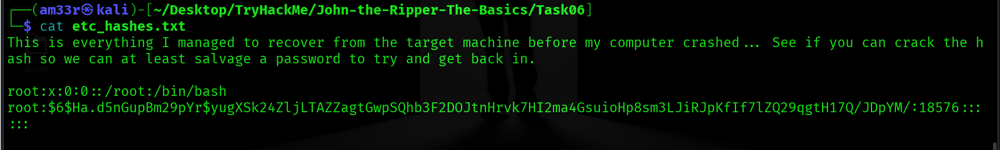 ┌──(am33r㉿kali)-[~/Desktop/TryHackMe/John-the-Ripper-The-Basics/Task06]
└─$ cat etc_hashes.txt
This is everything I managed to recover from the target machine before my computer crashed... See if you can crack the h
ash so we can at least salvage a password to try and get back in.
Bandit
root:x:0:0::/root:/bin/bash
root:$6$Ha.d5nGupBm29pYr$yugXSk24ZljLTAZZagtGwpSQhb3F2DOJtnHrvk7HI2ma4GsuioHp8sm3LJiRJpKfIf7lZQ29qgtH17Q/JDpYM/:18576:::
:::